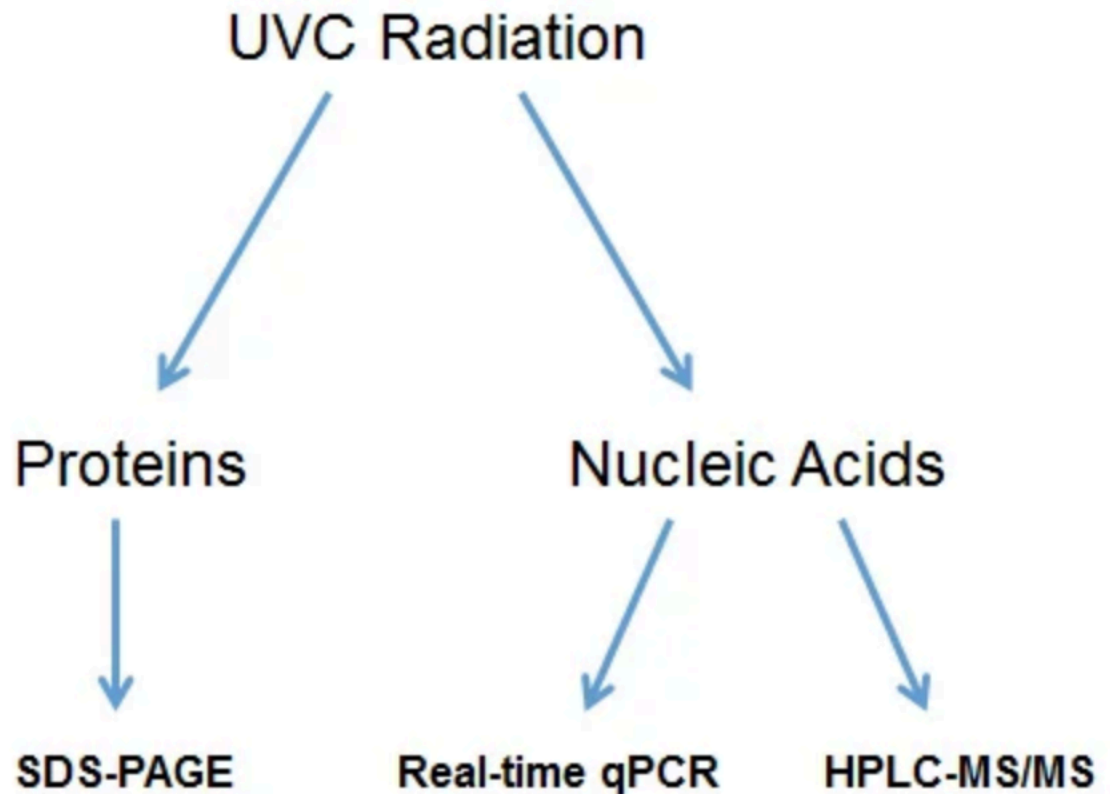 UVC Radiation
Proteins
Nucleic Acids
SDS-PAGE
Real-time qPCR
HPLC-MS/MS